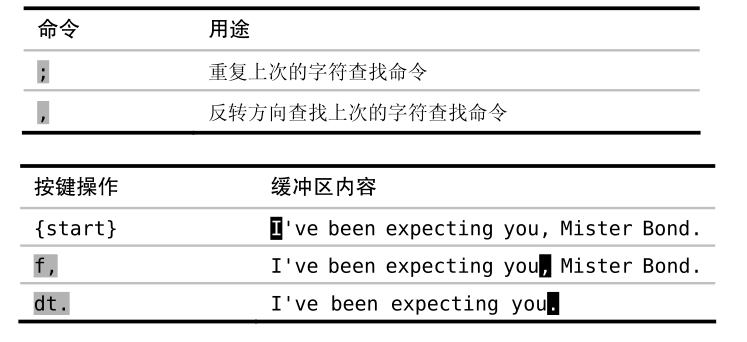 命令 用途
; 重复上次的字符查找命令
, 反转方向查找上次的字符查找命令
按键操作 缓冲区内容
{start} I've been expecting you, Mister Bond.
f, I've been expecting you, Mister Bond.
dt. I've been expecting you.